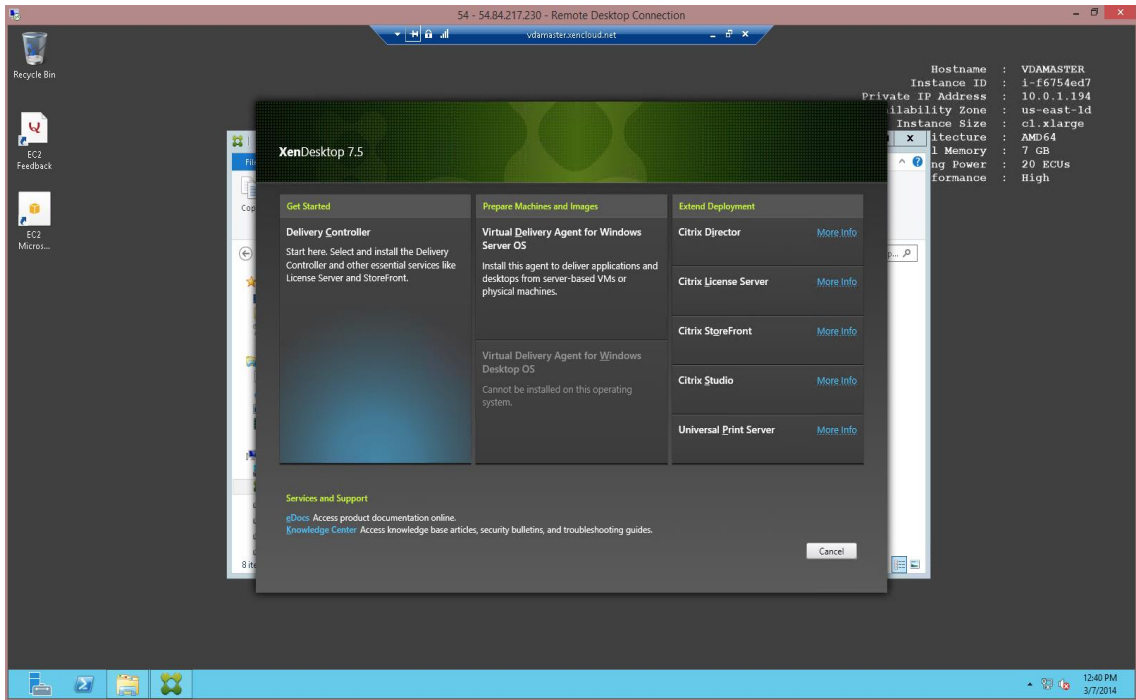 54 - 54.84.217.230 - Remote Desktop Connection
vdamaster.xencloud.net
Recycle Bin
EC2
Feedback
EC2
Micros...
Hostname : VDAMASTER
Instance ID : i-f6754ed7
Private IP Address : 10.0.1.194
ilability Zone : us-east-1d
Instance Size : c1.xlarge
itecture : AMD64
l Memory : 7 GB
ng Power : 20 ECUs
formance : High
Fil
Cop
p...
XenDesktop 7.5
Get Started
Delivery Controller
Start here. Select and install the Delivery
Controller and other essential services like
License Server and StoreFront.
Prepare Machines and Images
Virtual Delivery Agent for Windows
Server OS
Install this agent to deliver applications and
desktops from server-based VMs or
physical machines.
Virtual Delivery Agent for Windows
Desktop OS
Cannot be installed on this operating
system.
Extend Deployment
Citrix Director More Info
Citrix License Server More Info
Citrix StoreFront More Info
Citrix Studio More Info
Universal Print Server More Info
Services and Support
eDocs Access product documentation online.
Knowledge Center Access knowledge base articles, security bulletins, and troubleshooting guides.
Cancel
8 ite
12:40 PM
3/7/2014